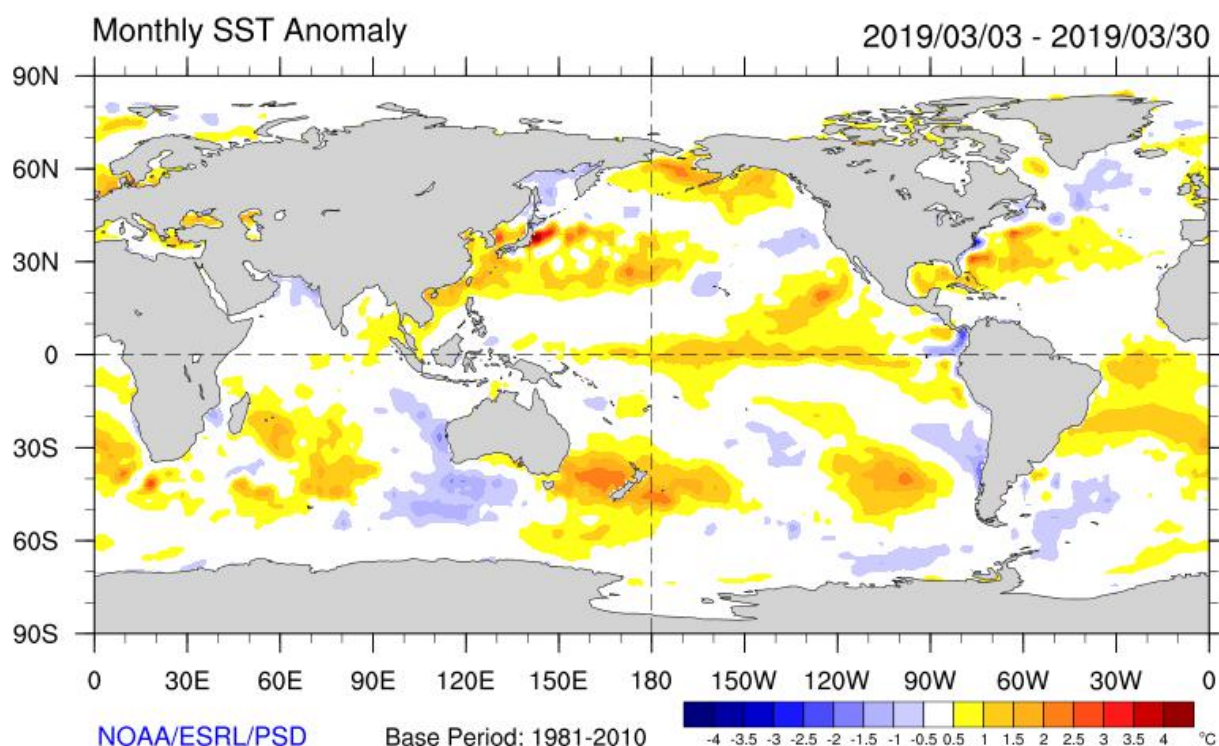 Monthly SST Anomaly 2019/03/03 - 2019/03/30
90N
60N
30N
0
30S
60S
90S
0 30E 60E 90E 120E 150E 180 150W 120W 90W 60W 30W 0
NOAA/ESRL/PSD Base Period: 1981-2010
-4 -3.5 -3 -2.5 -2 -1.5 -1 -0.5 0.5 1 1.5 2 2.5 3 3.5 4 °C